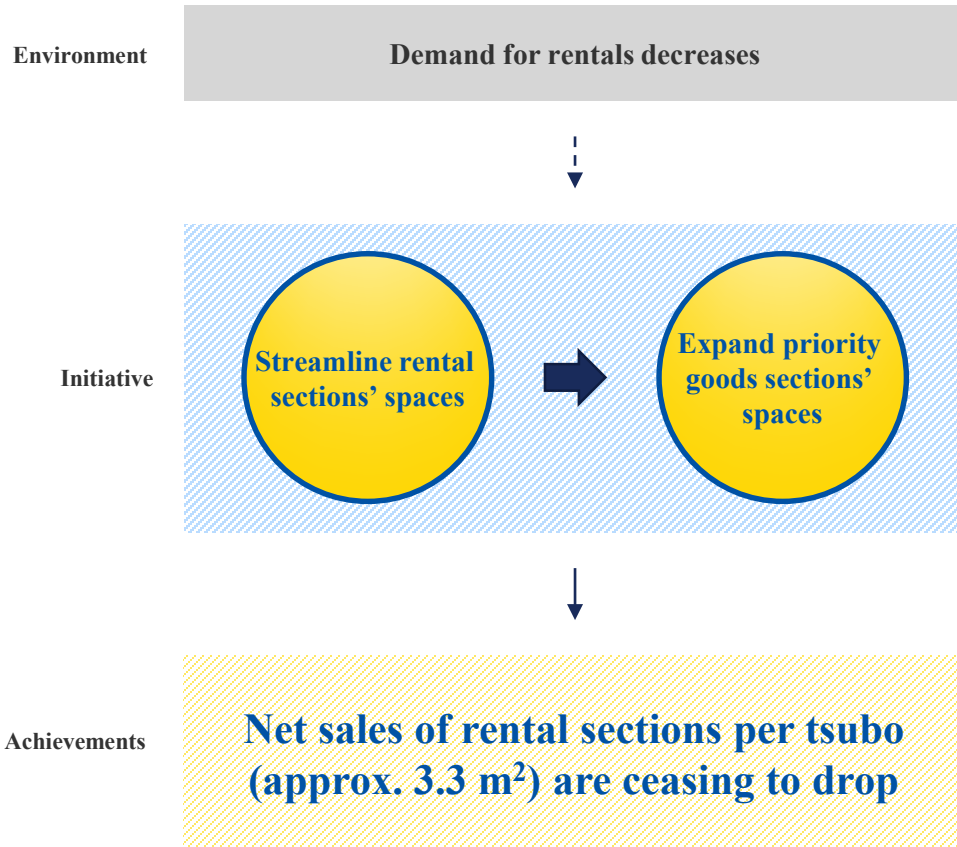 Environment
Demand for rentals decreases
Initiative
Streamline rental
sections’ spaces
Expand priority
goods sections’
spaces
Achievements
Net sales of rental sections per tsubo
(approx. 3.3 m²) are ceasing to drop